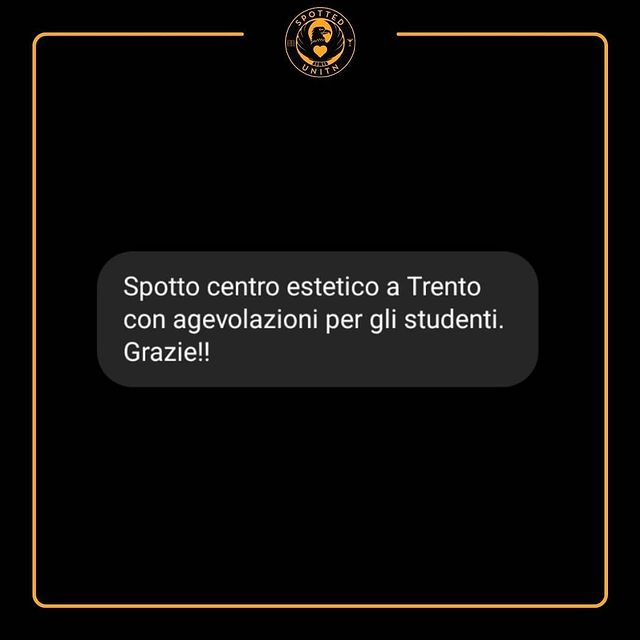 SPOTTED
UNITN
Spotto centro estetico a Trento
con agevolazioni per gli studenti.
Grazie!!